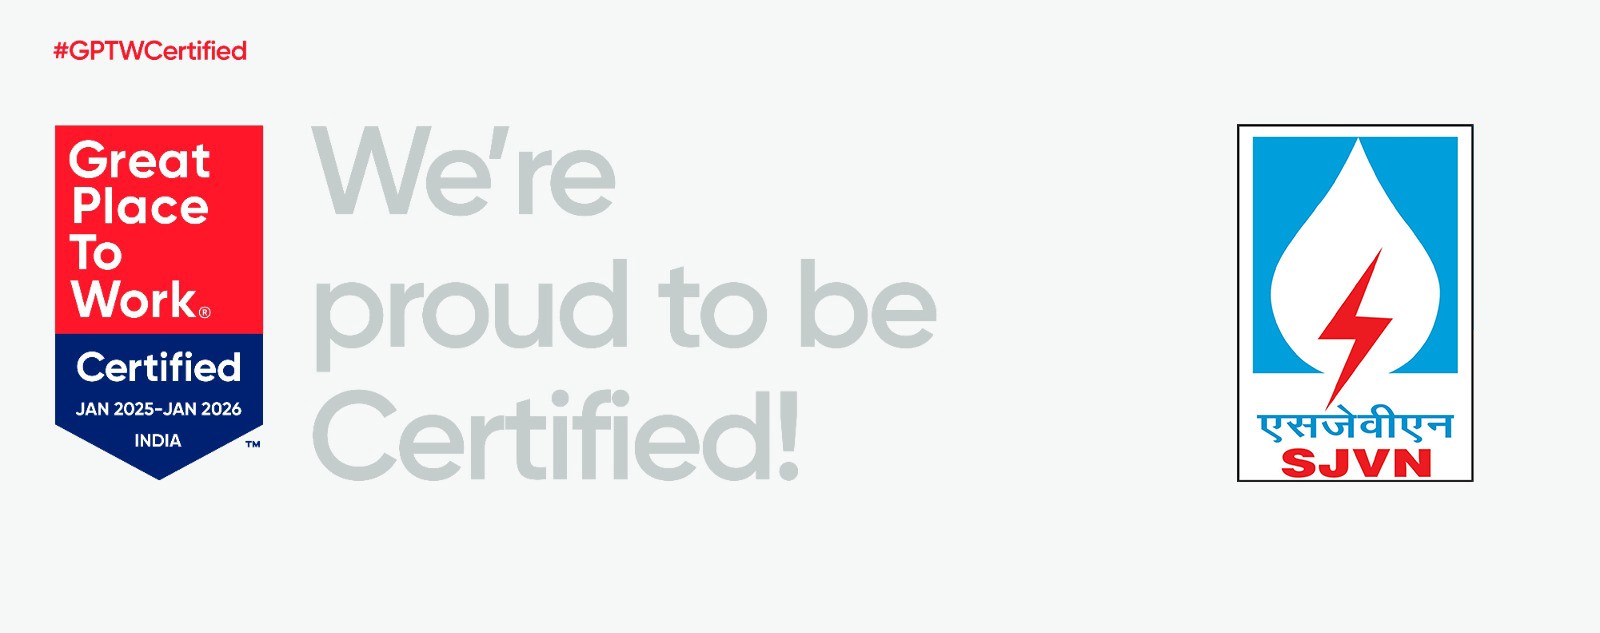 #GPTWCertified
Great
Place
To
Work®
Certified
JAN 2025-JAN 2026
INDIA
™
We're
proud to be
Certified!
एसजेवीएन
SJVN